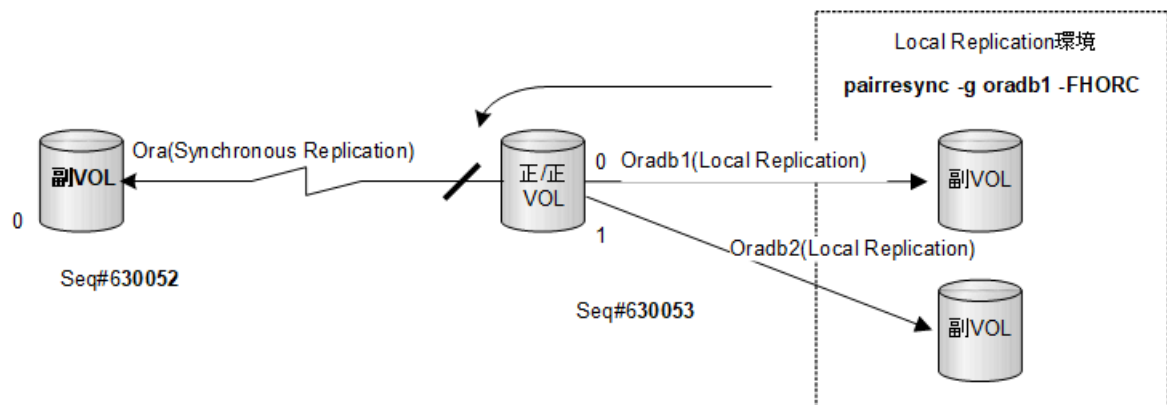 Local Replication環境
pairresync -g oradb1 -FHORC
Ora(Synchronous Replication)
副VOL
0
正/正
VOL
0
1
Oradb1(Local Replication)
副VOL
Oradb2(Local Replication)
副VOL
Seq#630052
Seq#630053